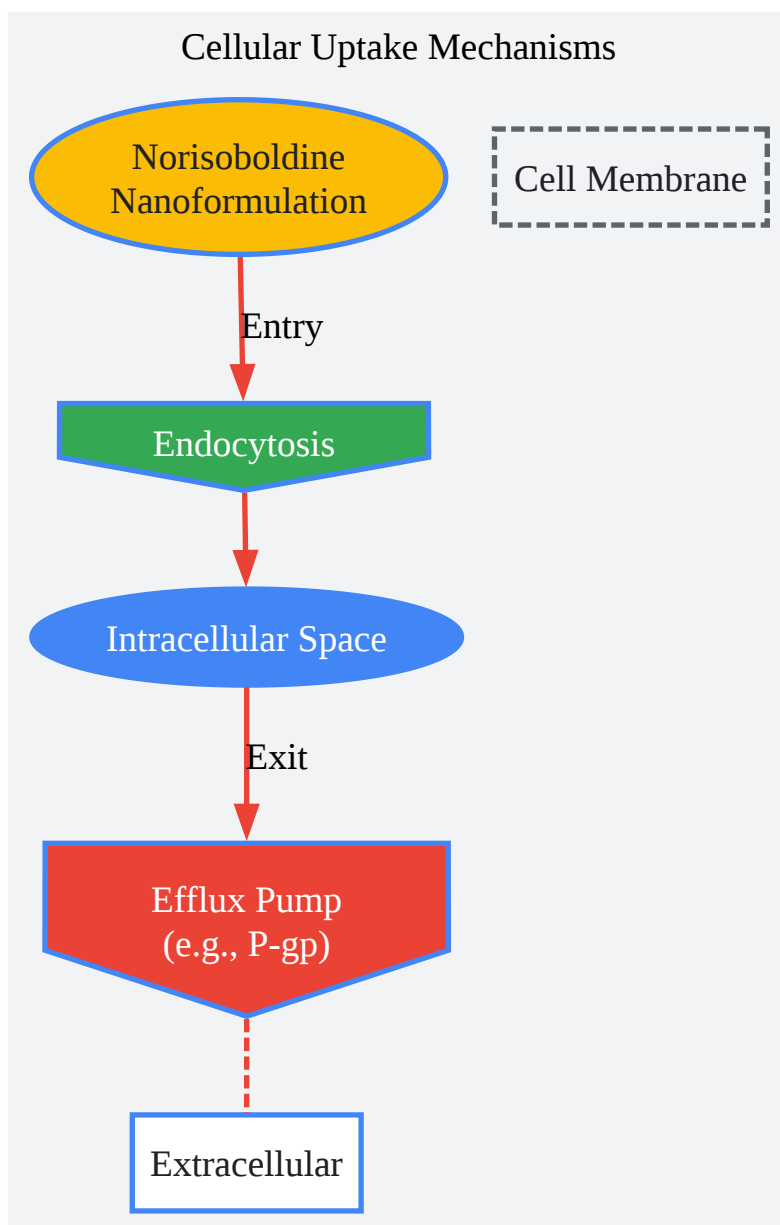 Cellular Uptake Mechanisms
Norisoboldine
Nanoformulation
Cell Membrane
Entry
Endocytosis
Intracellular Space
Exit
Efflux Pump
(e.g., P-gp)
Extracellular